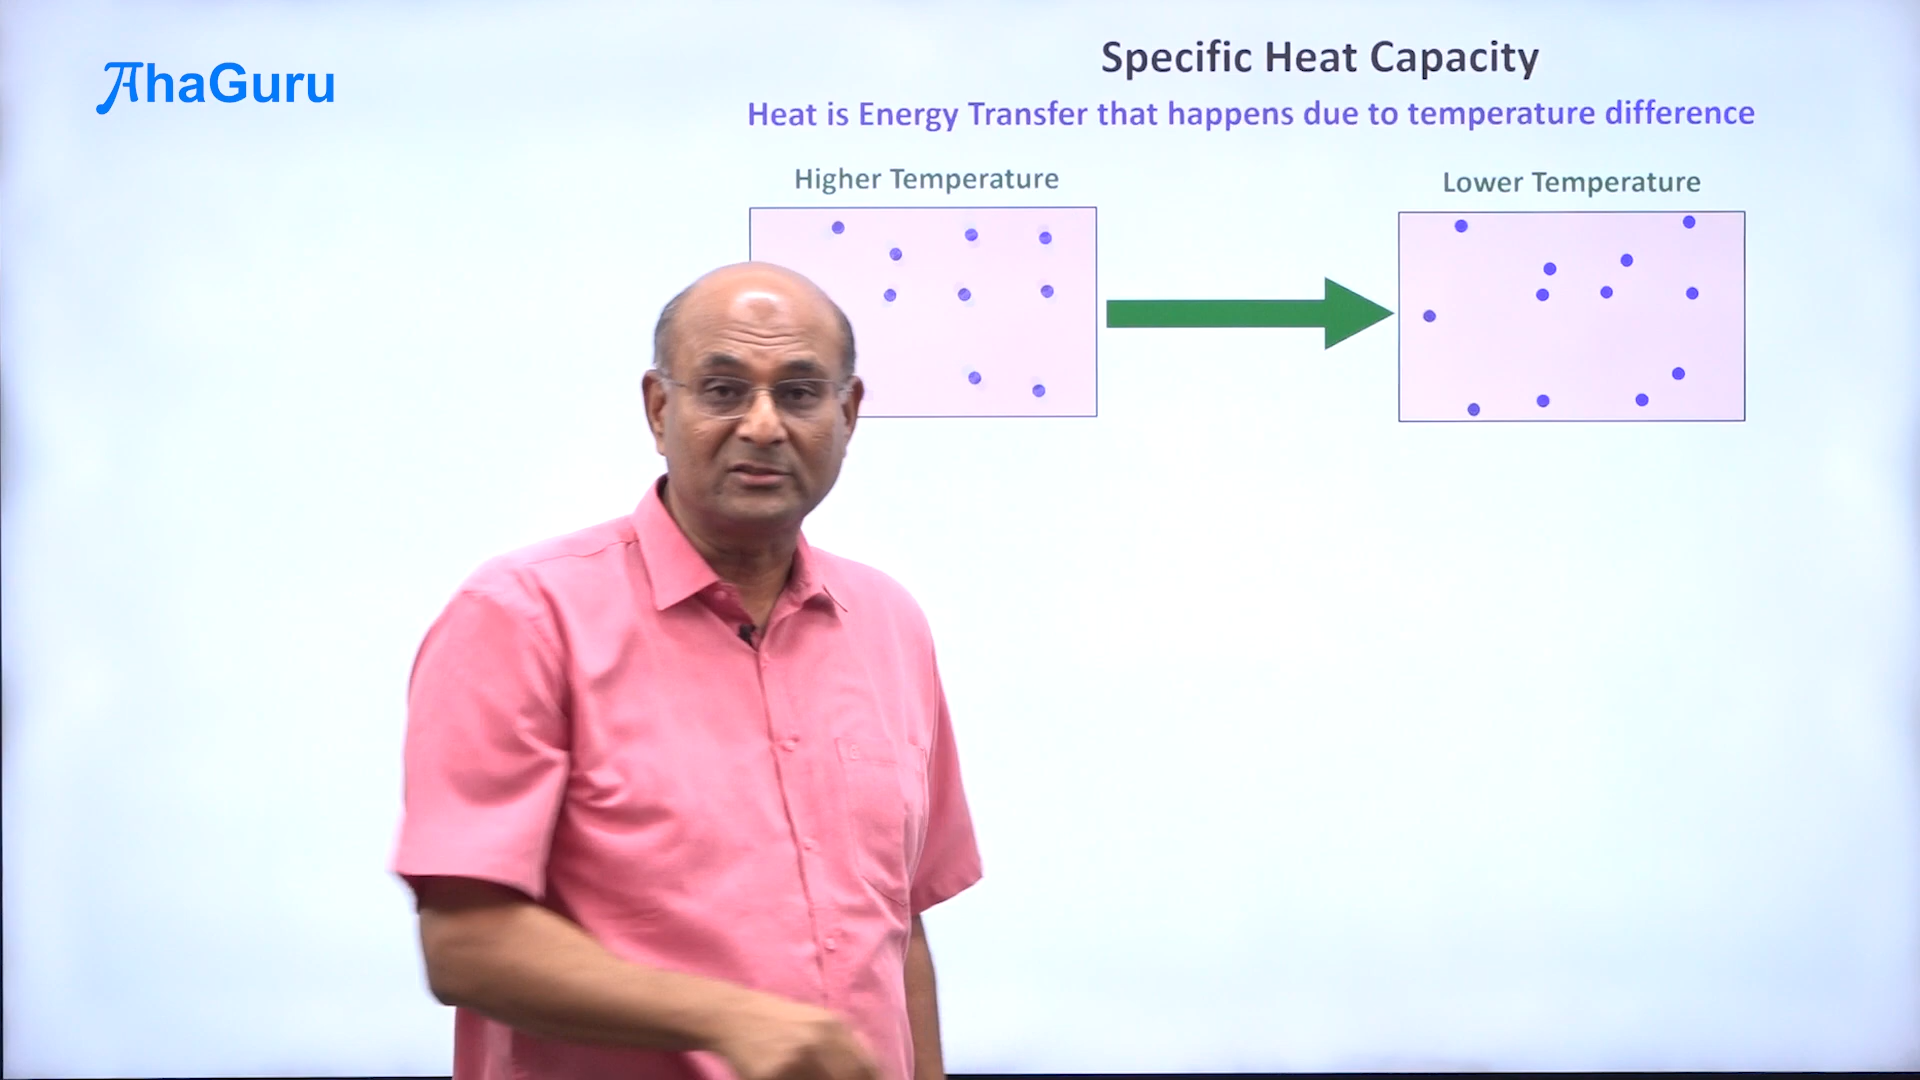 AhaGuru
Specific Heat Capacity
Heat is Energy Transfer that happens due to temperature difference
Higher Temperature
Lower Temperature